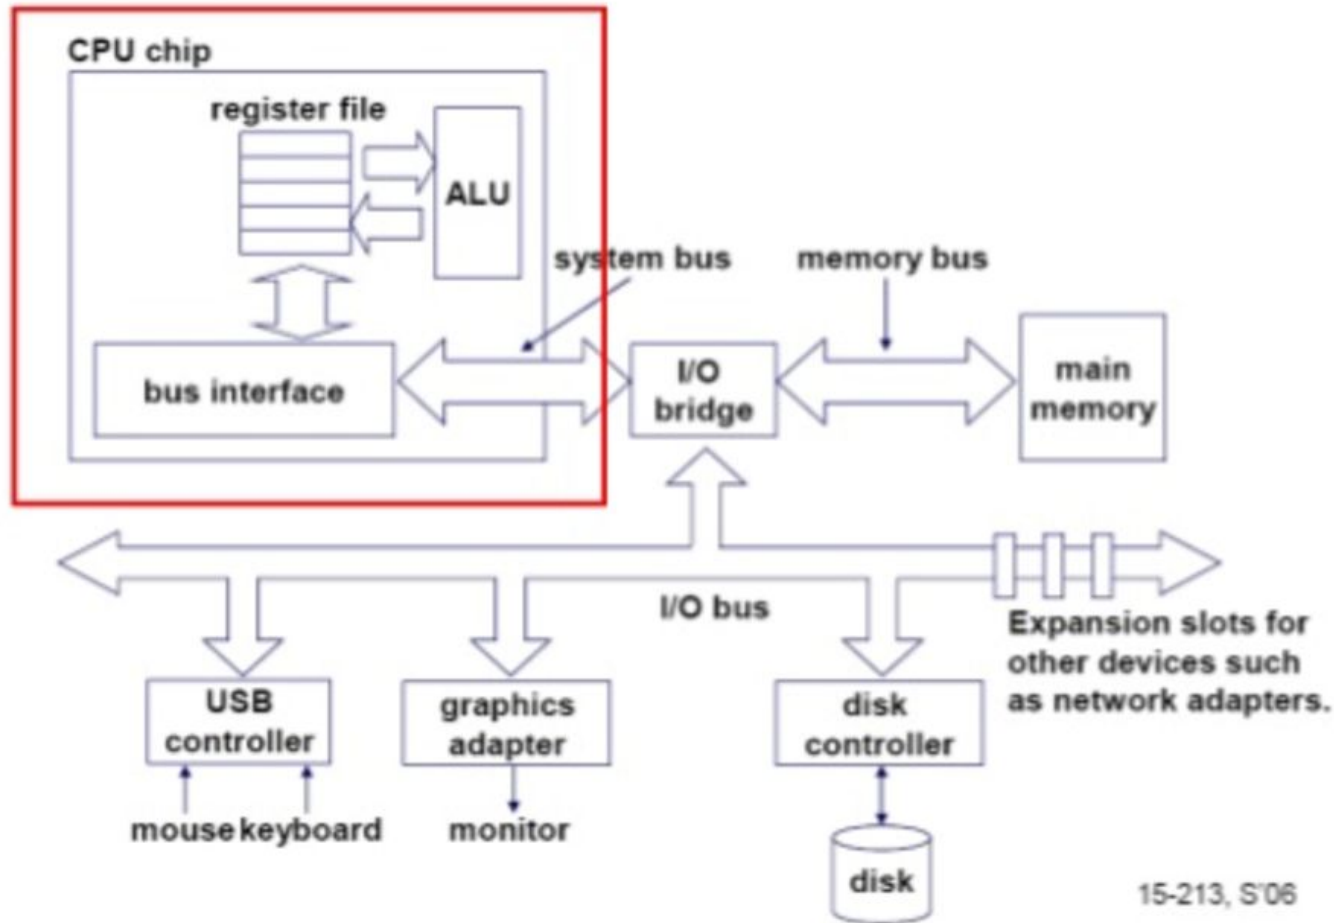 CPU chip
register file
ALU
system bus
memory bus
bus interface
I/O
bridge
main
memory
I/O bus
Expansion slots for
other devices such
as network adapters.
USB
controller
graphics
adapter
disk
controller
mouse keyboard
monitor
disk
15-213, S'06